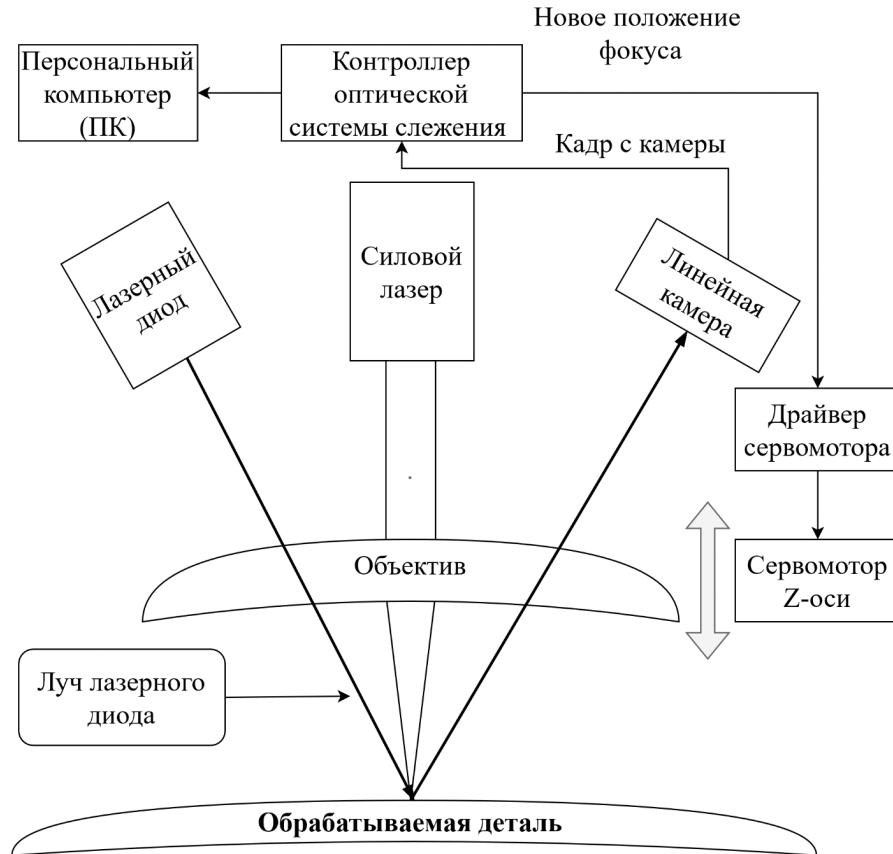 Новое положение
фокуса
Персональный
компьютер
(ПК)
Контроллер
оптической
системы слежения
Кадр с камеры
Лазерный
диод
Силовой
лазер
Линейная
камера
Драйвер
сервомотора
Объектив
Сервомотор
Z-оси
Луч лазерного
диода
Обрабатываемая деталь